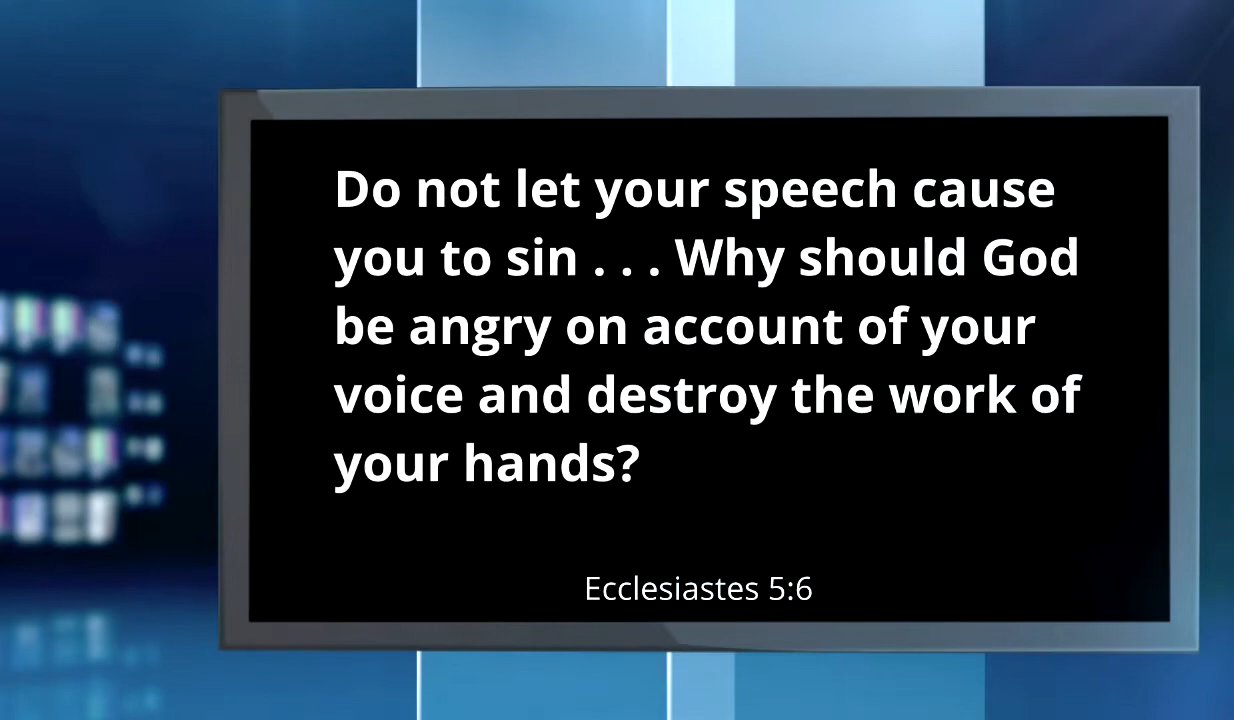 Do not let your speech cause
you to sin . . . Why should God
be angry on account of your
voice and destroy the work of
your hands?
Ecclesiastes 5:6